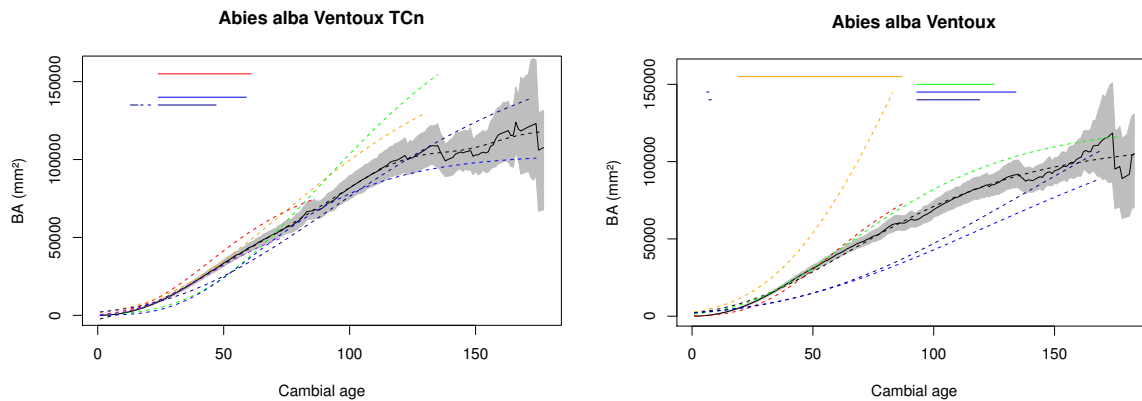 Abies alba Ventoux TCn
BA (mm²)
0
50000
100000
150000
0 50 100 150
Cambial age
Abies alba Ventoux
BA (mm²)
0
50000
100000
150000
0 50 100 150
Cambial age